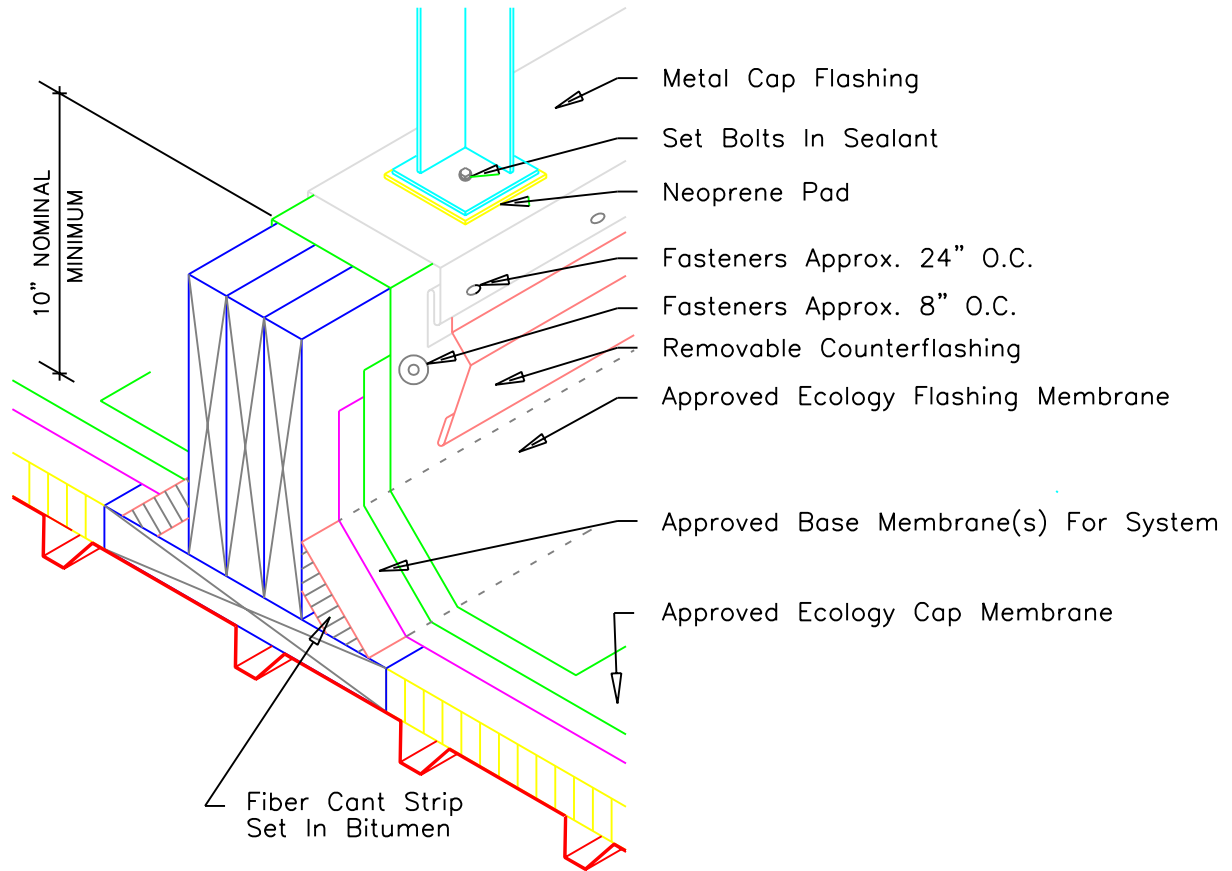 Metal Cap Flashing
Set Bolts In Sealant
Neoprene Pad
10" NOMINAL
MINIMUM
Fasteners Approx. 24" O.C.
Fasteners Approx. 8" O.C.
Removable Counterflashing
Approved Ecology Flashing Membrane
Approved Base Membrane(s) For System
Approved Ecology Cap Membrane
Fiber Cant Strip
Set In Bitumen